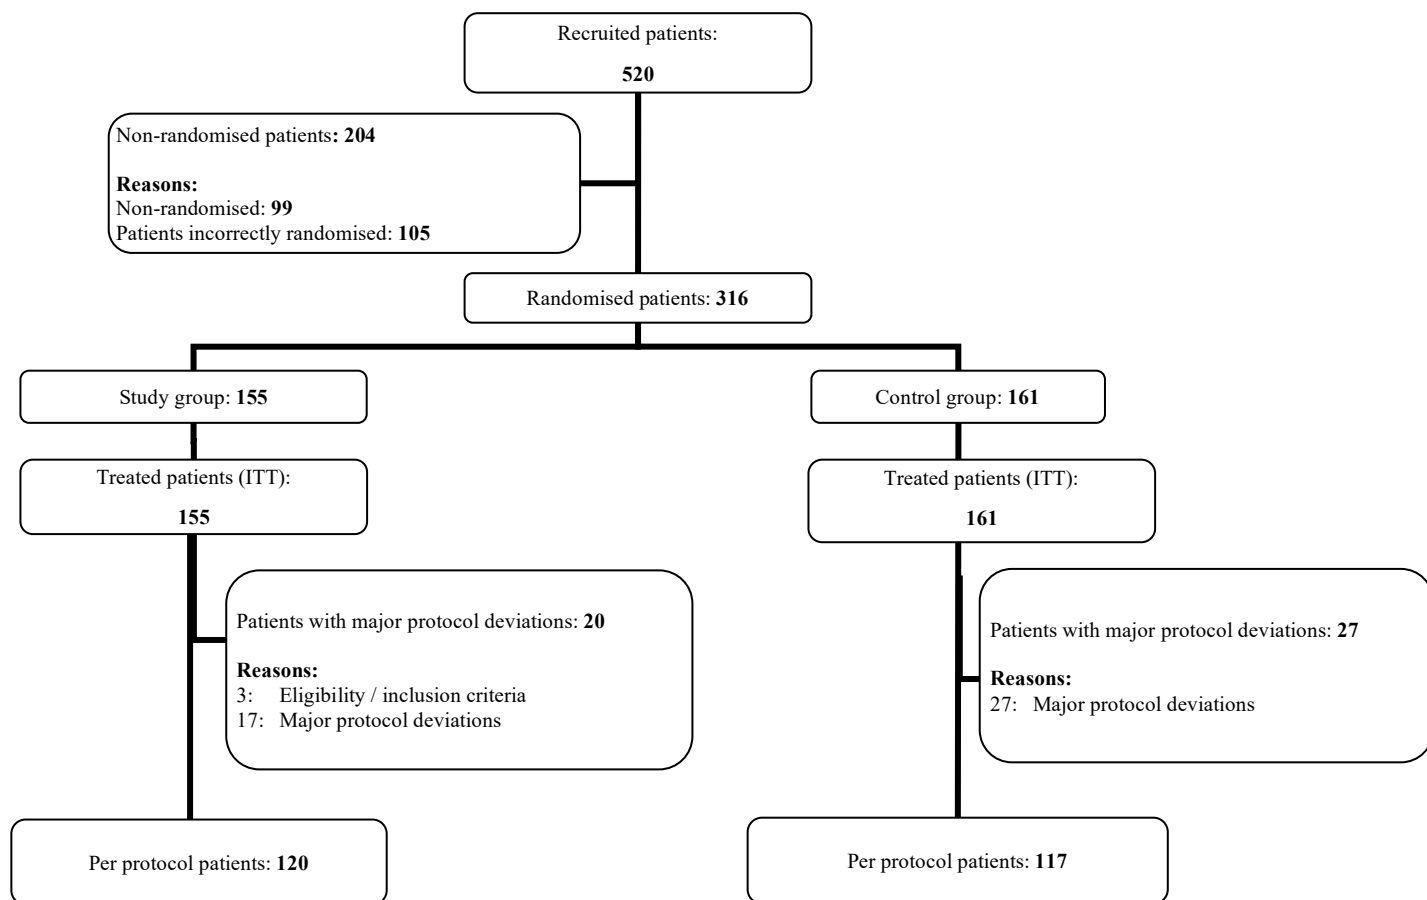 Recruited patients:
520
Non-randomised patients: 204
Reasons:
Non-randomised: 99
Patients incorrectly randomised: 105
Randomised patients: 316
Study group: 155
Control group: 161
Treated patients (ITT):
155
Treated patients (ITT):
161
Patients with major protocol deviations: 20
Reasons:
3: Eligibility / inclusion criteria
17: Major protocol deviations
Patients with major protocol deviations: 27
Reasons:
27: Major protocol deviations
Per protocol patients: 120
Per protocol patients: 117